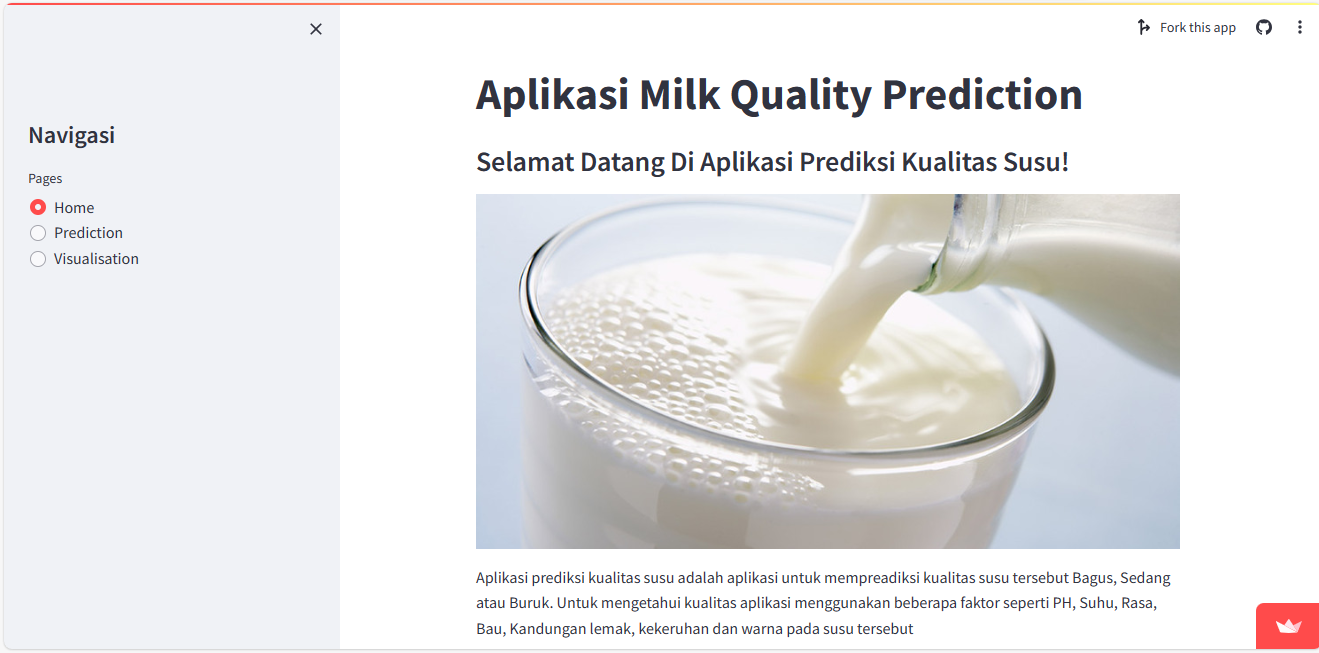 Fork this app
Navigasi
Pages
Home
Prediction
Visualisation
Aplikasi Milk Quality Prediction
Selamat Datang Di Aplikasi Prediksi Kualitas Susu!
Aplikasi prediksi kualitas susu adalah aplikasi untuk mempreadiksi kualitas susu tersebut Bagus, Sedang
atau Buruk. Untuk mengetahui kualitas aplikasi menggunakan beberapa faktor seperti PH, Suhu, Rasa,
Bau, Kandungan lemak, kekeruhan dan warna pada susu tersebut